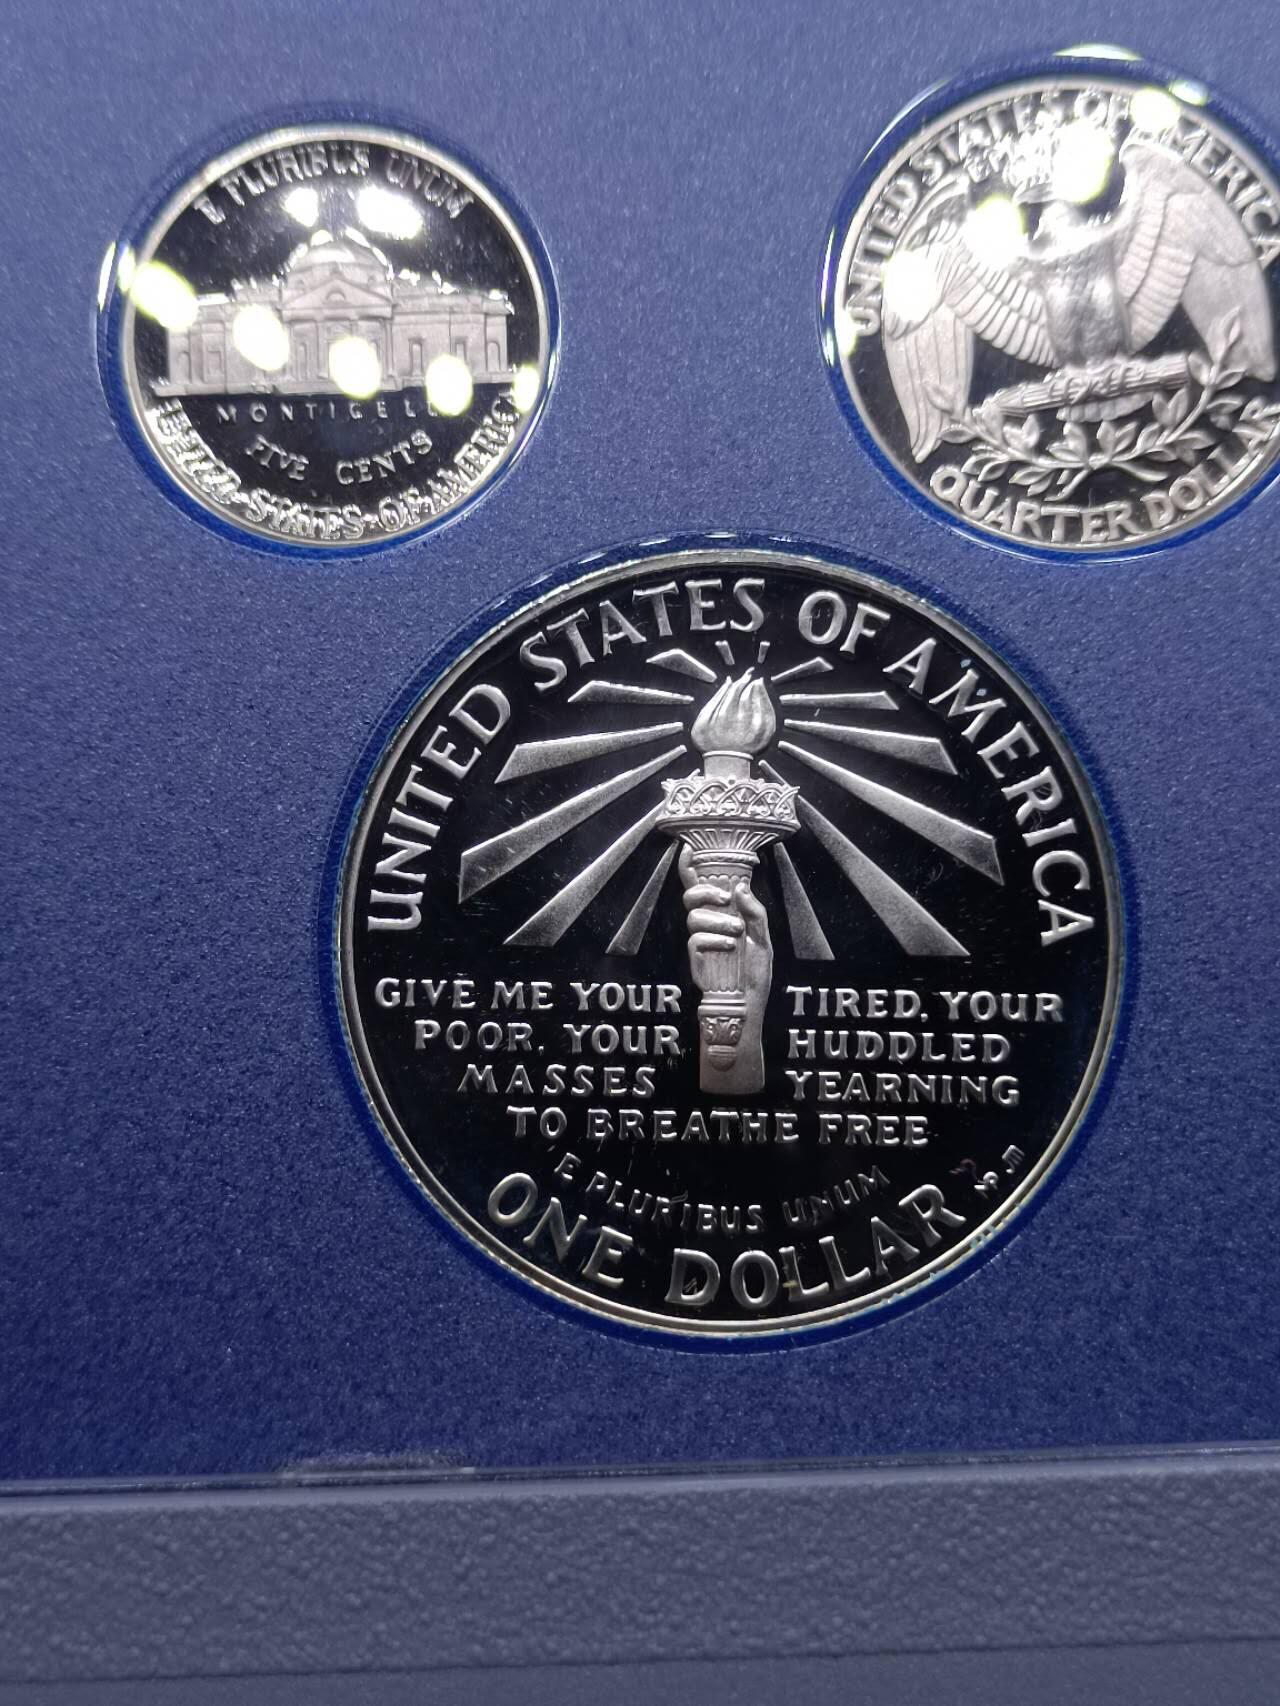 E PLURIBUS UNUM
MONTICELLO
FIVE CENTS
UNITED STATES OF AMERICA
UNITED STATES OF AMERICA
QUARTER DOLLAR
UNITED STATES OF AMERICA
GIVE ME YOUR TIRED, YOUR
POOR, YOUR HUDDLED
MASSES YEARNING
TO BREATHE FREE
E PLURIBUS UNUM
ONE DOLLAR